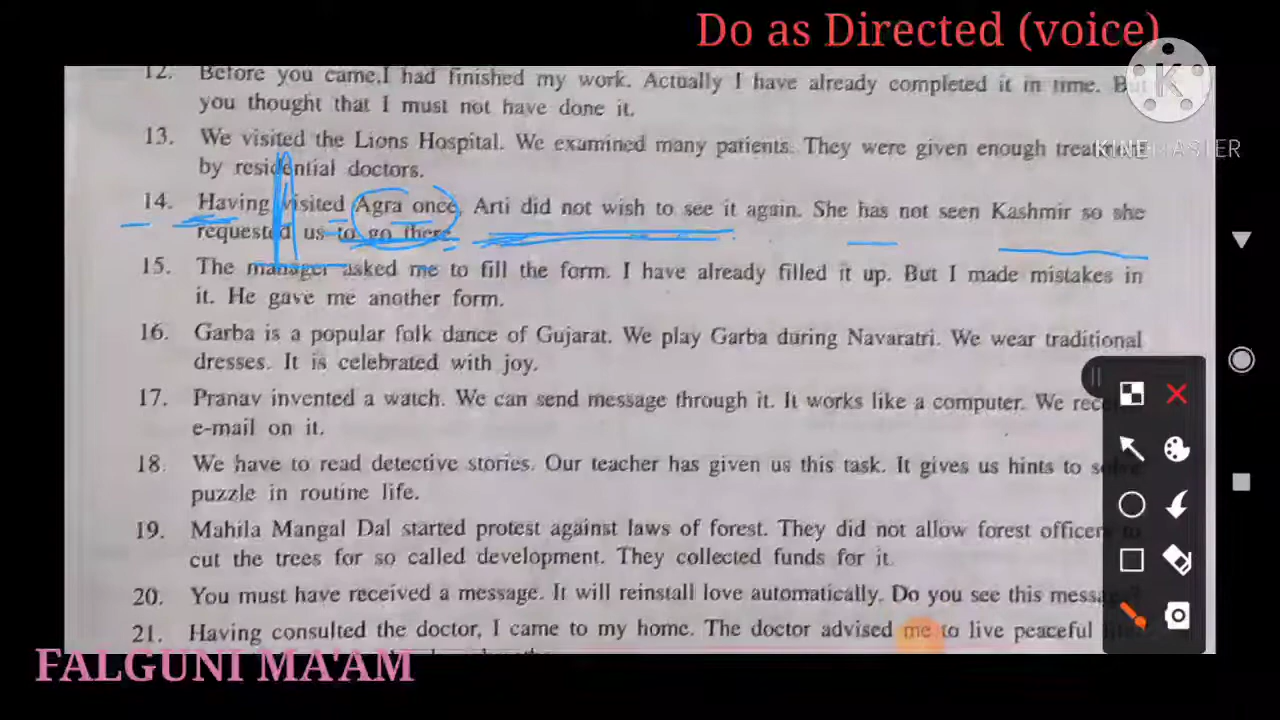 Do as Directed (voice)
12. Before you came, I had finished my work. Actually I have already completed it in time. But
you thought that I must not have done it.
KINEMASTER
13. We visited the Lions Hospital. We examined many patients. They were given enough
by residential doctors.
14. Having visited Agra once, Arti did not wish to see it again. She has not seen Kashmir so she
requested us to go there.
15. The manager asked me to fill the form. I have already filled it up. But I made mistakes in
it. He gave me another form.
16. Garba is a popular folk dance of Gujarat. We play Garba during Navaratri. We wear traditional
dresses. It is celebrated with joy.
17. Pranav invented a watch. We can send message through it. It works like a computer. We
e-mail on it.
18. We have to read detective stories. Our teacher has given us this task. It gives us hints to
puzzle in routine life.
19. Mahila Mangal Dal started protest against laws of forest. They did not allow forest officers to
cut the trees for so called development. They collected funds for it.
20. You must have received a message. It will reinstall love automatically. Do you see this message?
21. Having consulted the doctor, I came to my home. The doctor advised me to live peaceful
FALGUNI MA'AM